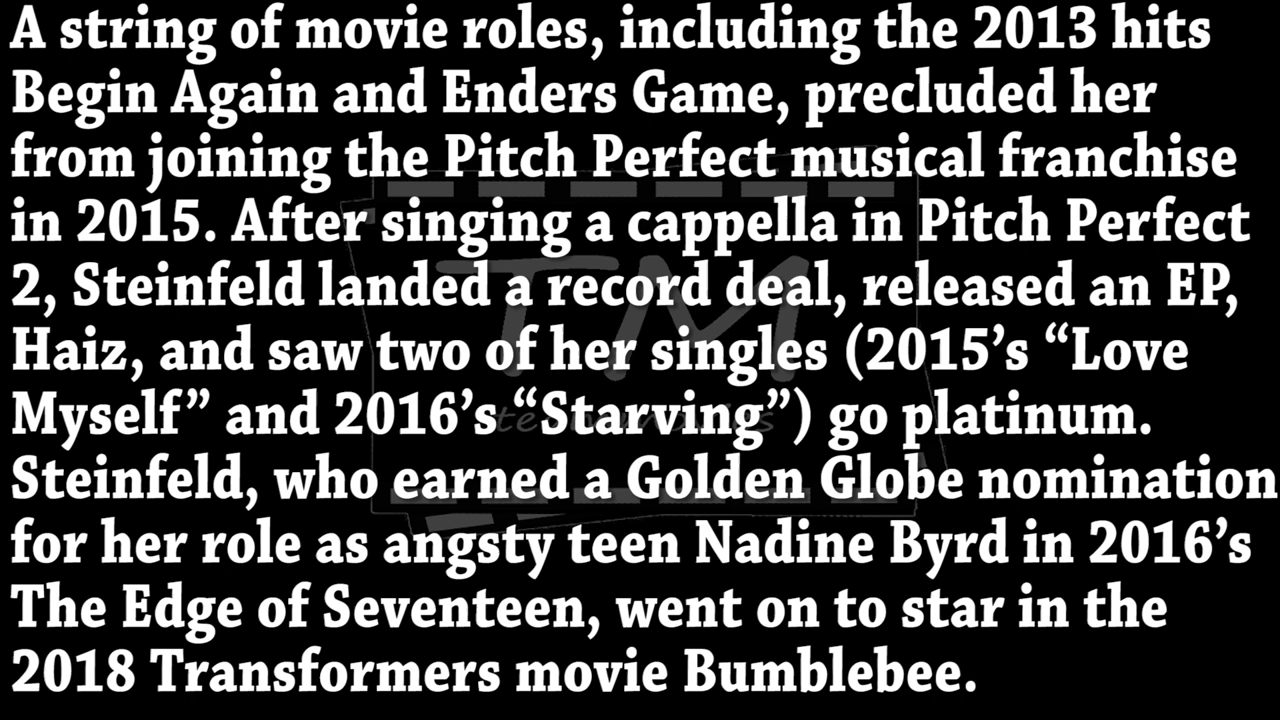 A string of movie roles, including the 2013 hits
Begin Again and Enders Game, precluded her
from joining the Pitch Perfect musical franchise
in 2015. After singing a cappella in Pitch Perfect
2, Steinfeld landed a record deal, released an EP,
Haiz, and saw two of her singles (2015’s “Love
Myself” and 2016’s “Starving”) go platinum.
Steinfeld, who earned a Golden Globe nomination
for her role as angsty teen Nadine Byrd in 2016’s
The Edge of Seventeen, went on to star in the
2018 Transformers movie Bumblebee.
TM